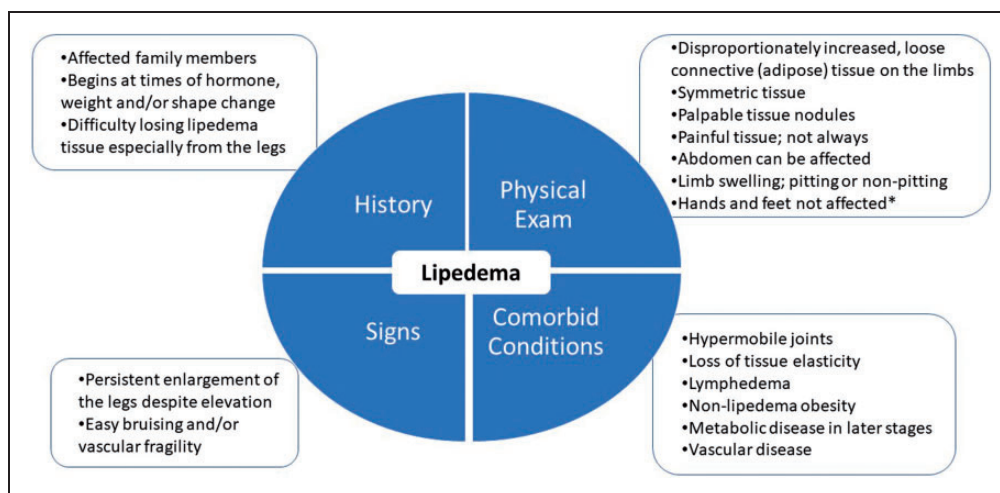 •Affected family members
•Begins at times of hormone,
weight and/or shape change
•Difficulty losing lipedema
tissue especially from the legs
•Disproportionately increased, loose
connective (adipose) tissue on the limbs
•Symmetric tissue
•Palpable tissue nodules
•Painful tissue; not always
•Abdomen can be affected
•Limb swelling; pitting or non-pitting
•Hands and feet not affected*
History
Physical
Exam
Lipedema
Signs
Comorbid
Conditions
•Persistent enlargement of
the legs despite elevation
•Easy bruising and/or
vascular fragility
•Hypermobile joints
•Loss of tissue elasticity
•Lymphedema
•Non-lipedema obesity
•Metabolic disease in later stages
•Vascular disease